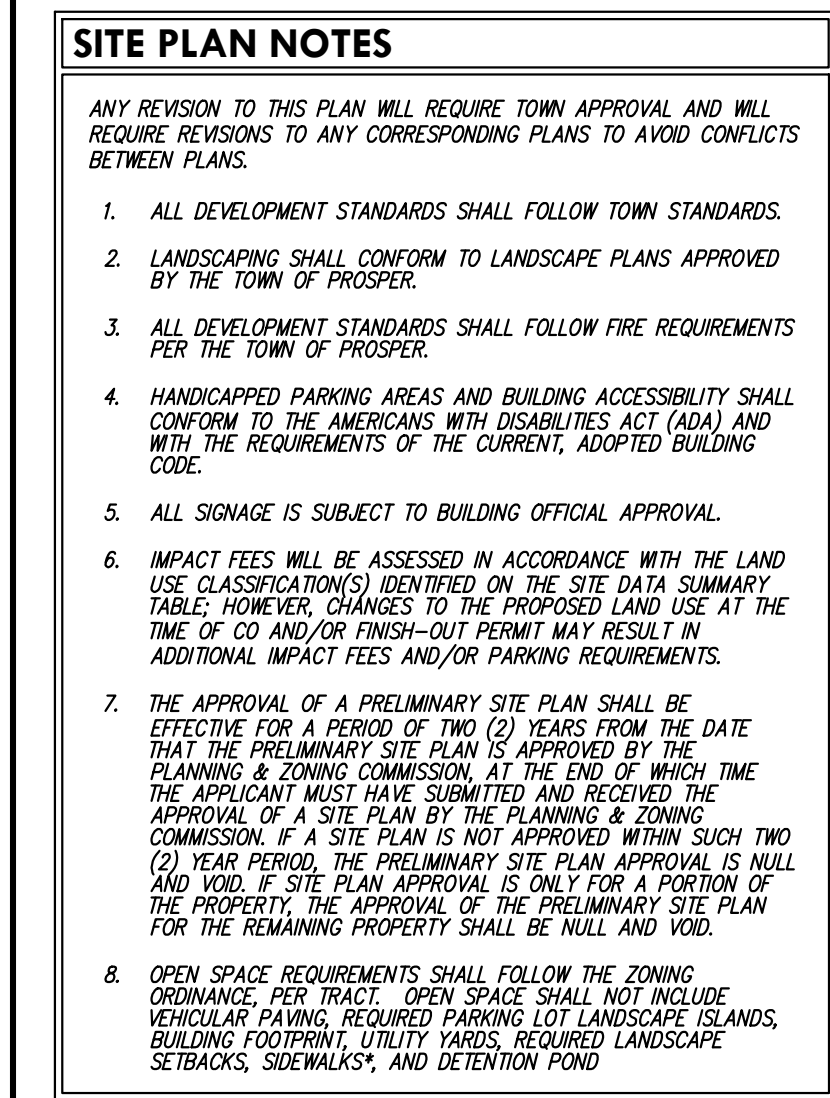 SITE PLAN NOTES
ANY REVISION TO THIS PLAN WILL REQUIRE TOWN APPROVAL AND WILL
REQUIRE REVISIONS TO ANY CORRESPONDING PLANS TO AVOID CONFLICTS
BETWEEN PLANS.
1. ALL DEVELOPMENT STANDARDS SHALL FOLLOW TOWN STANDARDS.
2. LANDSCAPING SHALL CONFORM TO LANDSCAPE PLANS APPROVED
BY THE TOWN OF PROSPER.
3. ALL DEVELOPMENT STANDARDS SHALL FOLLOW FIRE REQUIREMENTS
PER THE TOWN OF PROSPER.
4. HANDICAPPED PARKING AREAS AND BUILDING ACCESSIBILITY SHALL
CONFORM TO THE AMERICANS WITH DISABILITIES ACT (ADA) AND
WITH THE REQUIREMENTS OF THE CURRENT, ADOPTED BUILDING
CODE.
5. ALL SIGNAGE IS SUBJECT TO BUILDING OFFICIAL APPROVAL.
6. IMPACT FEES WILL BE ASSESSED IN ACCORDANCE WITH THE LAND
USE CLASSIFICATION(S) IDENTIFIED ON THE SITE DATA SUMMARY
TABLE; HOWEVER, CHANGES TO THE PROPOSED LAND USE AT THE
TIME OF CO AND/OR FINISH-OUT PERMIT MAY RESULT IN
ADDITIONAL IMPACT FEES AND/OR PARKING REQUIREMENTS.
7. THE APPROVAL OF A PRELIMINARY SITE PLAN SHALL BE
EFFECTIVE FOR A PERIOD OF TWO (2) YEARS FROM THE DATE
THAT THE PRELIMINARY SITE PLAN IS APPROVED BY THE
PLANNING & ZONING COMMISSION, AT THE END OF WHICH TIME
THE APPLICANT MUST HAVE SUBMITTED AND RECEIVED THE
APPROVAL OF A SITE PLAN BY THE PLANNING & ZONING
COMMISSION. IF A SITE PLAN IS NOT APPROVED WITHIN SUCH TWO
(2) YEAR PERIOD, THE PRELIMINARY SITE PLAN APPROVAL IS NULL
AND VOID. IF SITE PLAN APPROVAL IS ONLY FOR A PORTION OF
THE PROPERTY, THE APPROVAL OF THE PRELIMINARY SITE PLAN
FOR THE REMAINING PROPERTY SHALL BE NULL AND VOID.
8. OPEN SPACE REQUIREMENTS SHALL FOLLOW THE ZONING
ORDINANCE, PER TRACT. OPEN SPACE SHALL NOT INCLUDE
VEHICULAR PAVING, REQUIRED PARKING LOT LANDSCAPE ISLANDS,
BUILDING FOOTPRINT, UTILITY YARDS, REQUIRED LANDSCAPE
SETBACKS, SIDEWALKS*, AND DETENTION POND